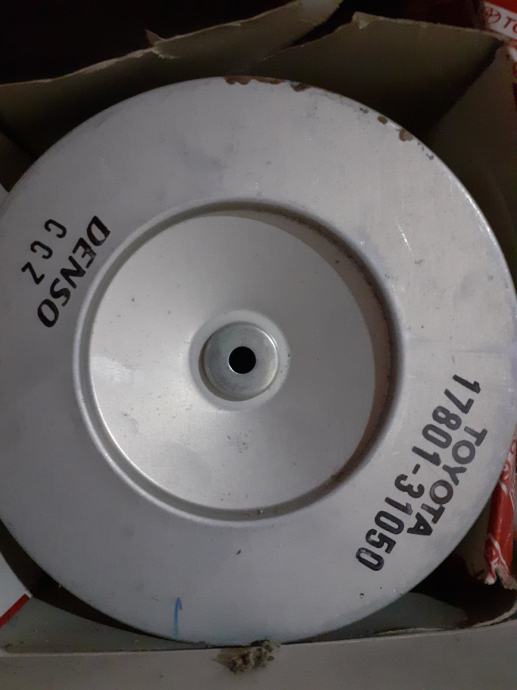 DENSO
CCZ
TOYOTA
17801-31050